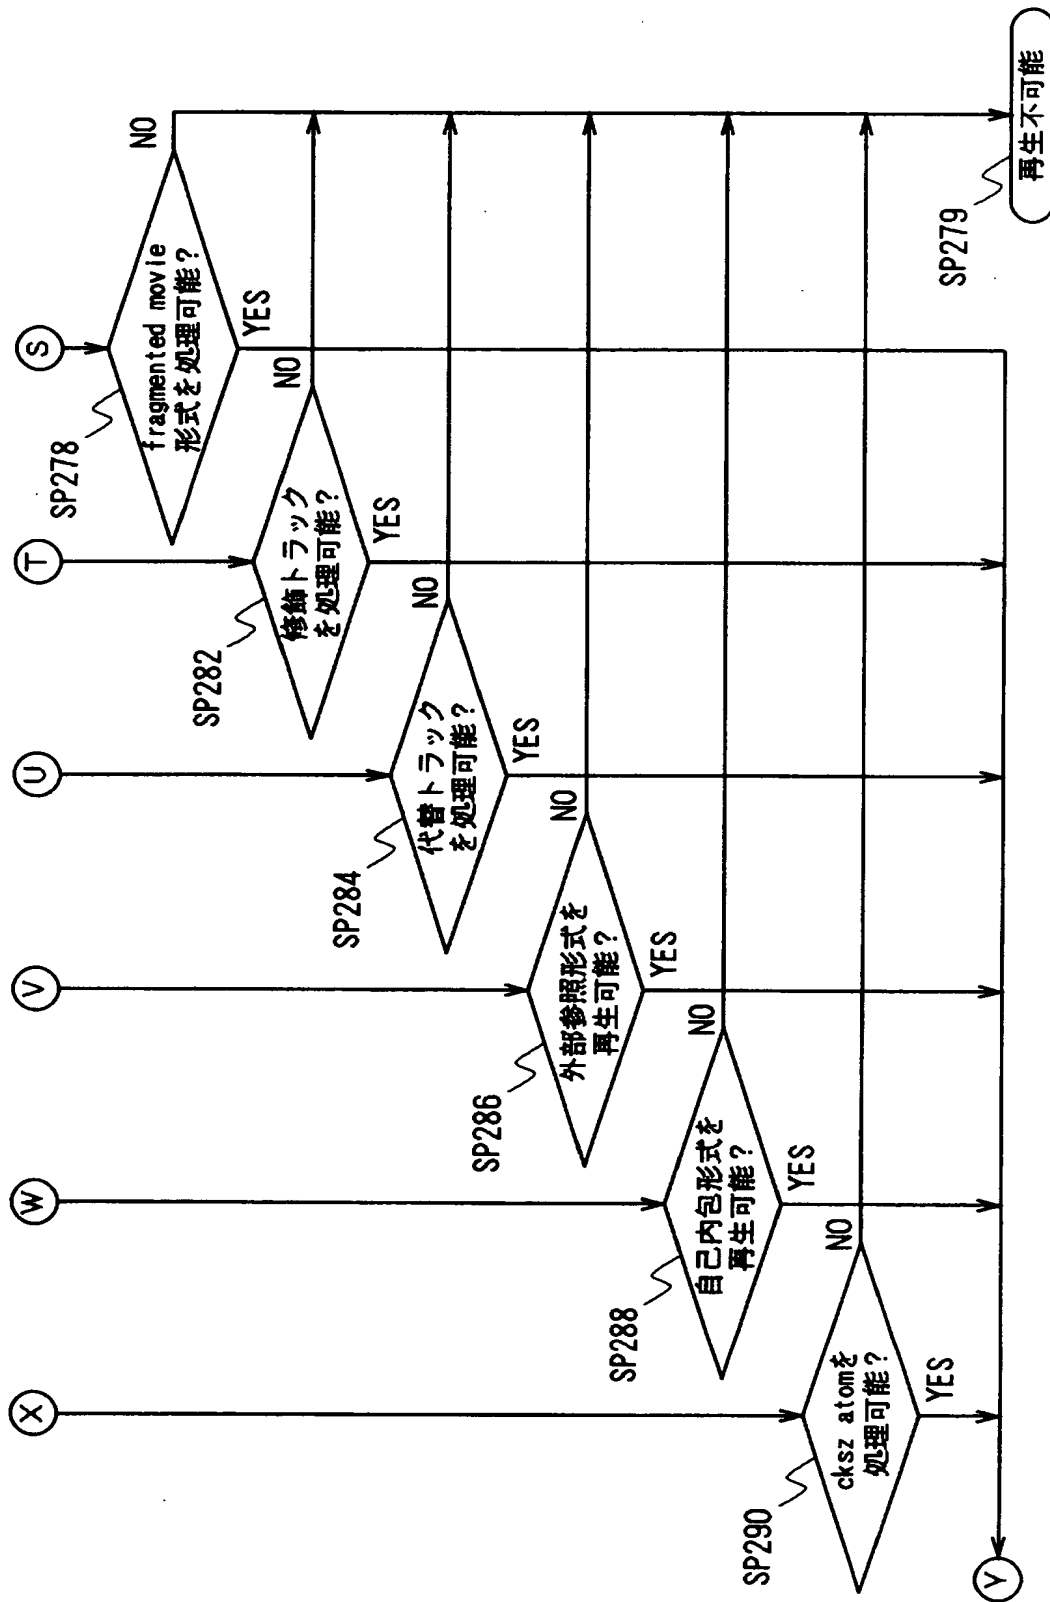 S
SP278
fragmented movie
形式を処理可能?
NO
YES
T
SP282
修飾トラック
を処理可能?
NO
YES
U
SP284
代替トラック
を処理可能?
NO
YES
V
SP286
外部参照形式を
再生可能?
NO
YES
W
SP288
自己内包形式を
再生可能?
NO
YES
X
SP290
cksz atomを
処理可能?
NO
YES
Y
SP279
再生不可能